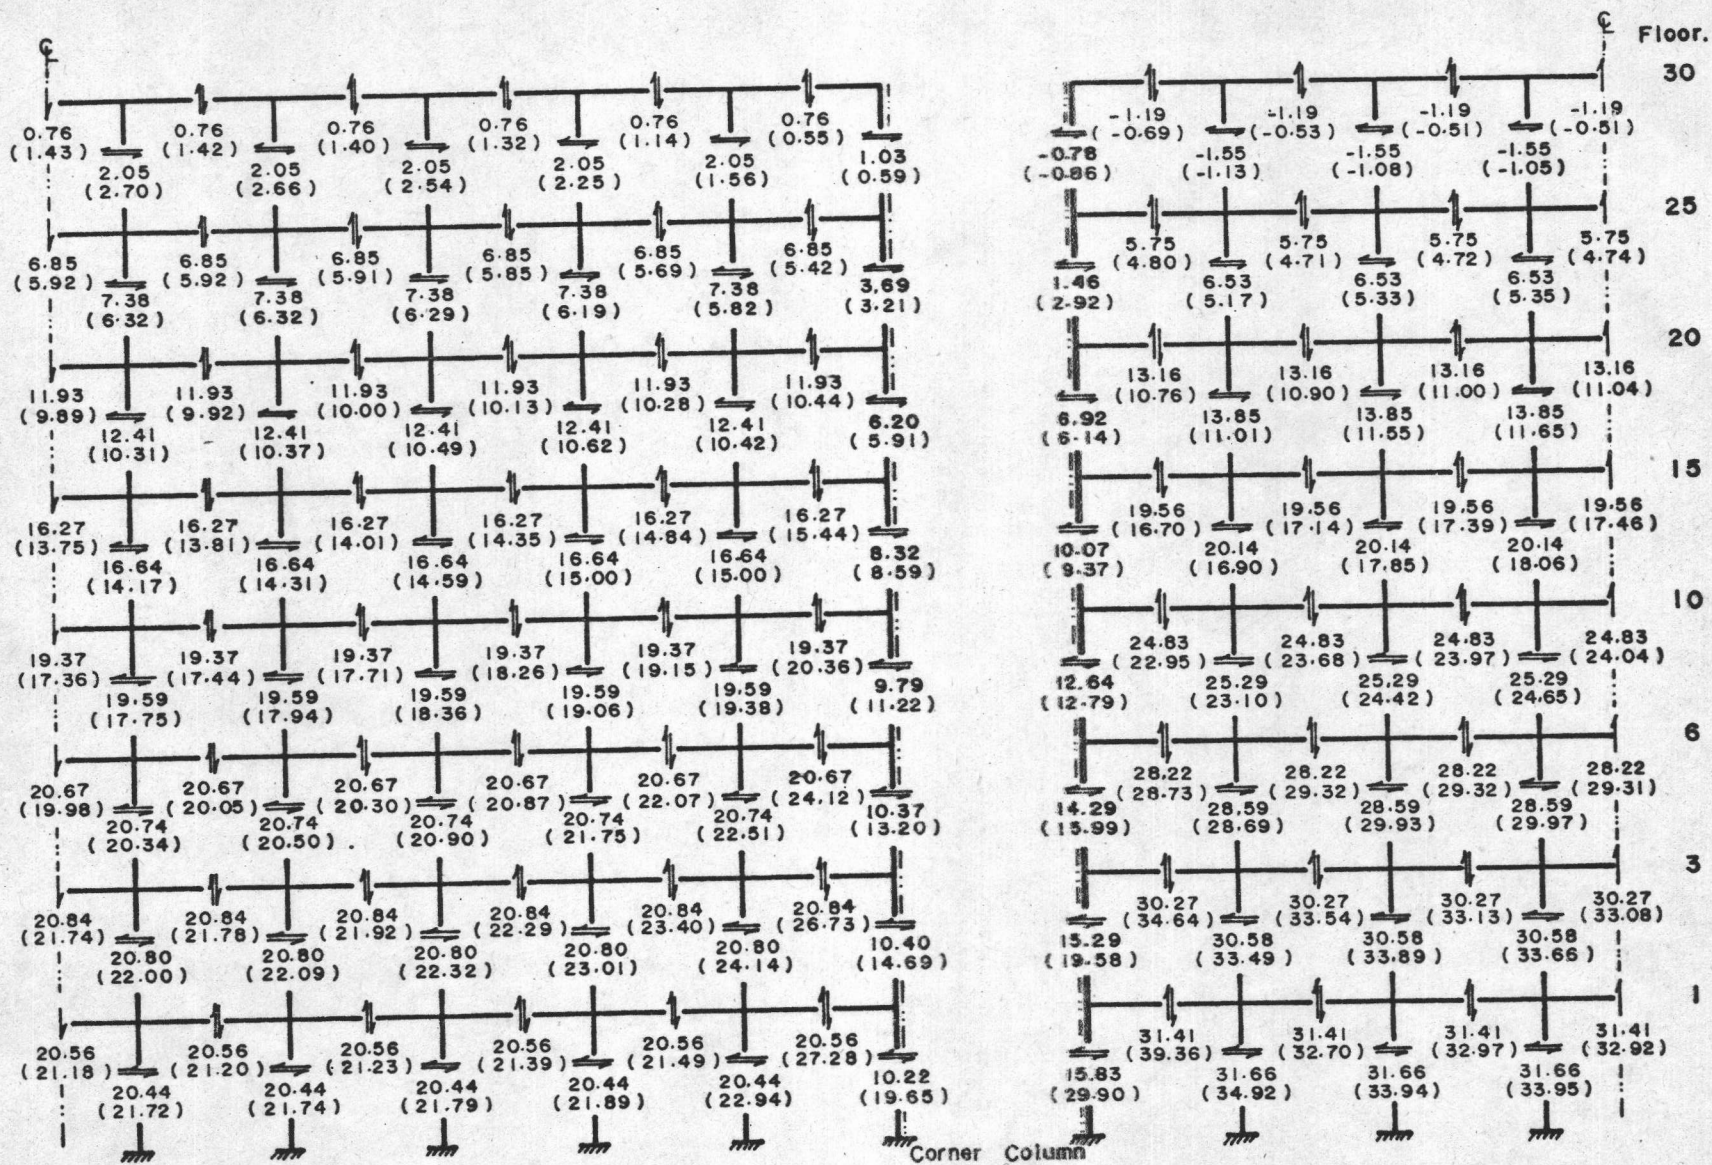 ℄ ℄ Floor.
30
0.76 0.76 0.76 0.76 0.76 0.76 -1.19 -1.19 -1.19 -1.19
(1.43) (1.42) (1.40) (1.32) (1.14) (0.55) (-0.69) (-0.53) (-0.51) (-0.51)
2.05 2.05 2.05 2.05 2.05 1.03 -0.78 -1.55 -1.55 -1.55
(2.70) (2.66) (2.54) (2.25) (1.56) (0.59) (-0.86) (-1.13) (-1.08) (-1.05)
25
6.85 6.85 6.85 6.85 6.85 6.85 5.75 5.75 5.75 5.75
(5.92) (5.92) (5.91) (5.85) (5.69) (5.42) (4.80) (4.71) (4.72) (4.74)
7.38 7.38 7.38 7.38 7.38 3.69 1.46 6.53 6.53 6.53
(6.32) (6.32) (6.29) (6.19) (5.82) (3.21) (2.92) (5.17) (5.33) (5.35)
20
11.93 11.93 11.93 11.93 11.93 11.93 13.16 13.16 13.16 13.16
(9.89) (9.92) (10.00) (10.13) (10.28) (10.44) (10.76) (10.90) (11.00) (11.04)
12.41 12.41 12.41 12.41 12.41 6.20 6.92 13.85 13.85 13.85
(10.31) (10.37) (10.49) (10.62) (10.42) (5.91) (6.14) (11.01) (11.55) (11.65)
15
16.27 16.27 16.27 16.27 16.27 16.27 19.56 19.56 19.56 19.56
(13.75) (13.81) (14.01) (14.35) (14.84) (15.44) (16.70) (17.14) (17.39) (17.46)
16.64 16.64 16.64 16.64 16.64 8.32 10.07 20.14 20.14 20.14
(14.17) (14.31) (14.59) (15.00) (15.00) (8.59) (9.37) (16.90) (17.85) (18.06)
10
19.37 19.37 19.37 19.37 19.37 19.37 24.83 24.83 24.83 24.83
(17.36) (17.44) (17.71) (18.26) (19.15) (20.36) (22.95) (23.68) (23.97) (24.04)
19.59 19.59 19.59 19.59 19.59 9.79 12.64 25.29 25.29 25.29
(17.75) (17.94) (18.36) (19.06) (19.38) (11.22) (12.79) (23.10) (24.42) (24.65)
6
20.67 20.67 20.67 20.67 20.67 20.67 28.22 28.22 28.22 28.22
(19.98) (20.05) (20.30) (20.87) (22.07) (24.12) (28.73) (29.32) (29.32) (29.31)
20.74 20.74 20.74 20.74 20.74 10.37 14.29 28.59 28.59 28.59
(20.34) (20.50) (20.90) (21.75) (22.51) (13.20) (15.99) (28.69) (29.93) (29.97)
3
20.84 20.84 20.84 20.84 20.84 20.84 30.27 30.27 30.27 30.27
(21.74) (21.78) (21.92) (22.29) (23.40) (26.73) (34.64) (33.54) (33.13) (33.08)
20.80 20.80 20.80 20.80 20.80 10.40 15.29 30.58 30.58 30.58
(22.00) (22.09) (22.32) (23.01) (24.14) (14.69) (19.58) (33.49) (33.89) (33.66)
1
20.56 20.56 20.56 20.56 20.56 20.56 31.41 31.41 31.41 31.41
(21.18) (21.20) (21.23) (21.39) (21.49) (27.28) (39.36) (32.70) (32.97) (32.92)
20.44 20.44 20.44 20.44 20.44 10.22 15.83 31.66 31.66 31.66
(21.72) (21.74) (21.79) (21.89) (22.94) (19.65) (29.90) (34.92) (33.94) (33.95)
Corner Column